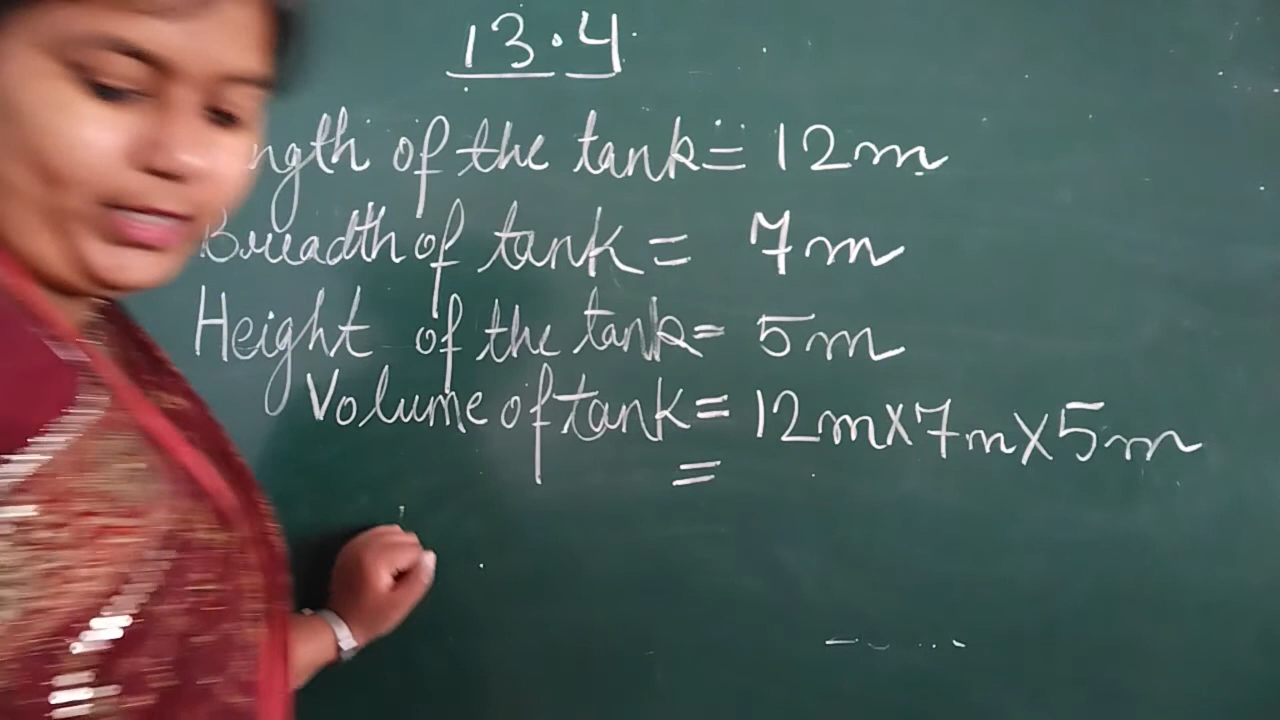 13.4
ngth of the tank = 12m
Breadth of tank = 7m
Height of the tank = 5m
Volume of tank = 12m x 7m x 5m
=